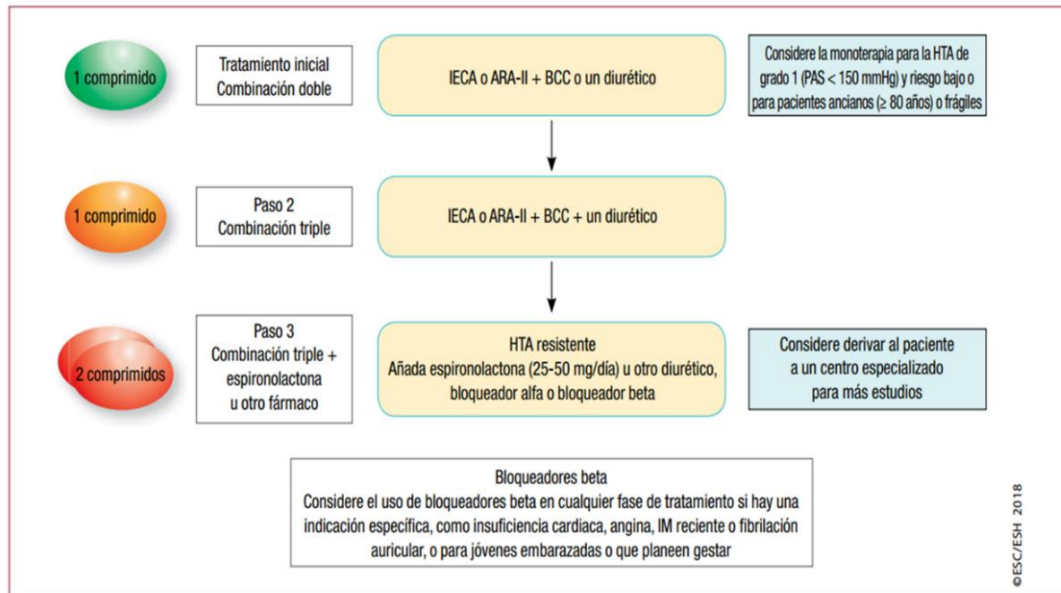 1 comprimido
Tratamiento inicial
Combinación doble
IECA o ARA-II + BCC o un diurético
Considere la monoterapia para la HTA de
grado 1 (PAS < 150 mmHg) y riesgo bajo o
para pacientes ancianos (≥ 80 años) o frágiles
1 comprimido
Paso 2
Combinación triple
IECA o ARA-II + BCC + un diurético
2 comprimidos
Paso 3
Combinación triple +
espironolactona
u otro fármaco
HTA resistente
Añada espironolactona (25-50 mg/día) u otro diurético,
bloqueador alfa o bloqueador beta
Considere derivar al paciente
a un centro especializado
para más estudios
Bloqueadores beta
Considere el uso de bloqueadores beta en cualquier fase de tratamiento si hay una
indicación específica, como insuficiencia cardiaca, angina, IM reciente o fibrilación
auricular, o para jóvenes embarazadas o que planeen gestar
©ESC/ESH 2018